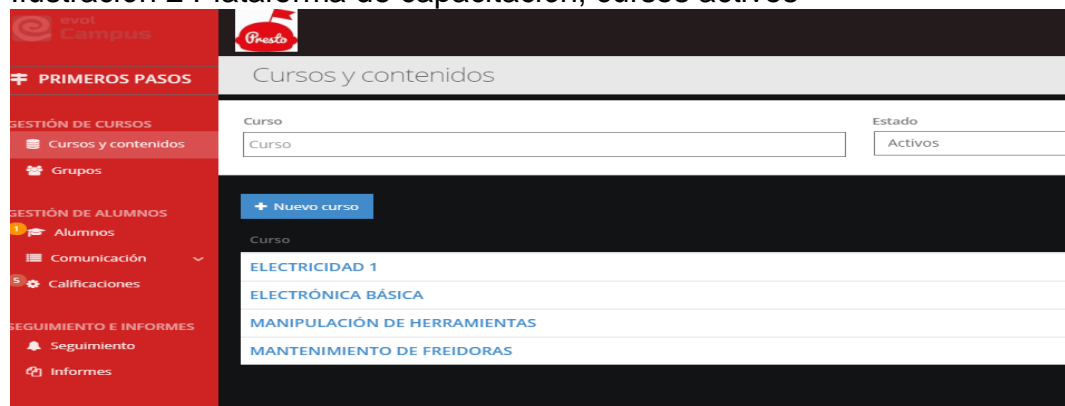 Ilustración 2 Plataforma de capacitación, cursos activos
evol
Campus
Presto
PRIMEROS PASOS
Cursos y contenidos
GESTIÓN DE CURSOS
Cursos y contenidos
Grupos
GESTIÓN DE ALUMNOS
1 Alumnos
Comunicación
5 Calificaciones
SEGUIMIENTO E INFORMES
Seguimiento
Informes
Curso
Estado
Curso
Activos
+ Nuevo curso
Curso
ELECTRICIDAD 1
ELECTRÓNICA BÁSICA
MANIPULACIÓN DE HERRAMIENTAS
MANTENIMIENTO DE FREIDORAS